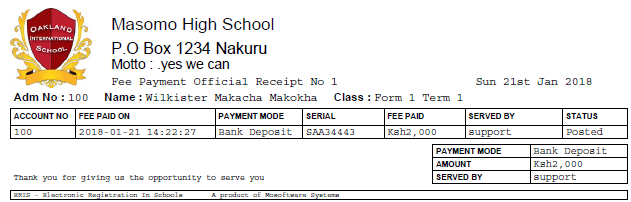 OAKLAND
INTERNATIONAL
SCHOOL
Masomo High School
P.O Box 1234 Nakuru
Motto : .yes we can
Fee Payment Official Receipt No 1 Sun 21st Jan 2018
Adm No : 100 Name : Wilkister Makacha Makokha Class : Form 1 Term 1
ACCOUNT NO FEE PAID ON PAYMENT MODE SERIAL FEE PAID SERVED BY STATUS
100 2018-01-21 14:22:27 Bank Deposit SAA34443 Ksh2,000 support Posted
PAYMENT MODE Bank Deposit
AMOUNT Ksh2,000
SERVED BY support
Thank you for giving us the opportunity to serve you
ERIS - Electronic Registration In Schools A product of Mosoftware Systems